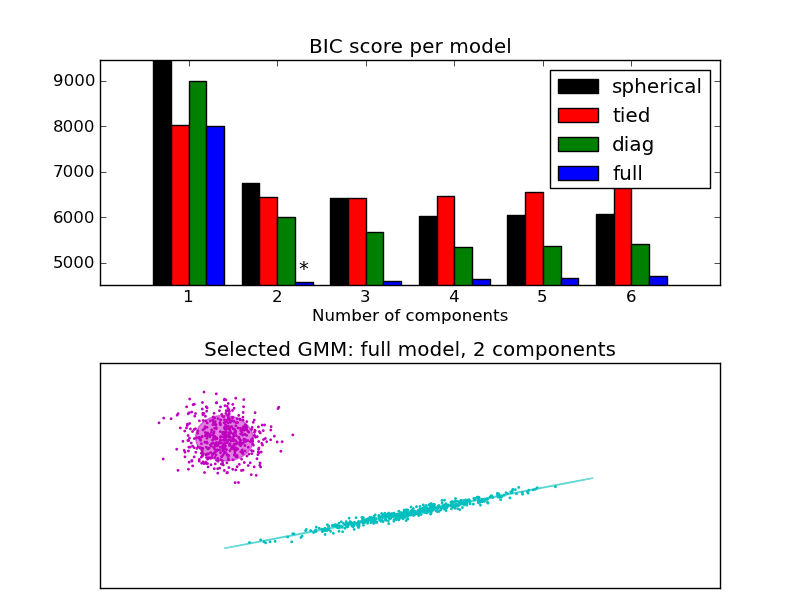 BIC score per model
9000
8000
7000
6000
5000
spherical
tied
diag
full
*
1 2 3 4 5 6
Number of components
Selected GMM: full model, 2 components